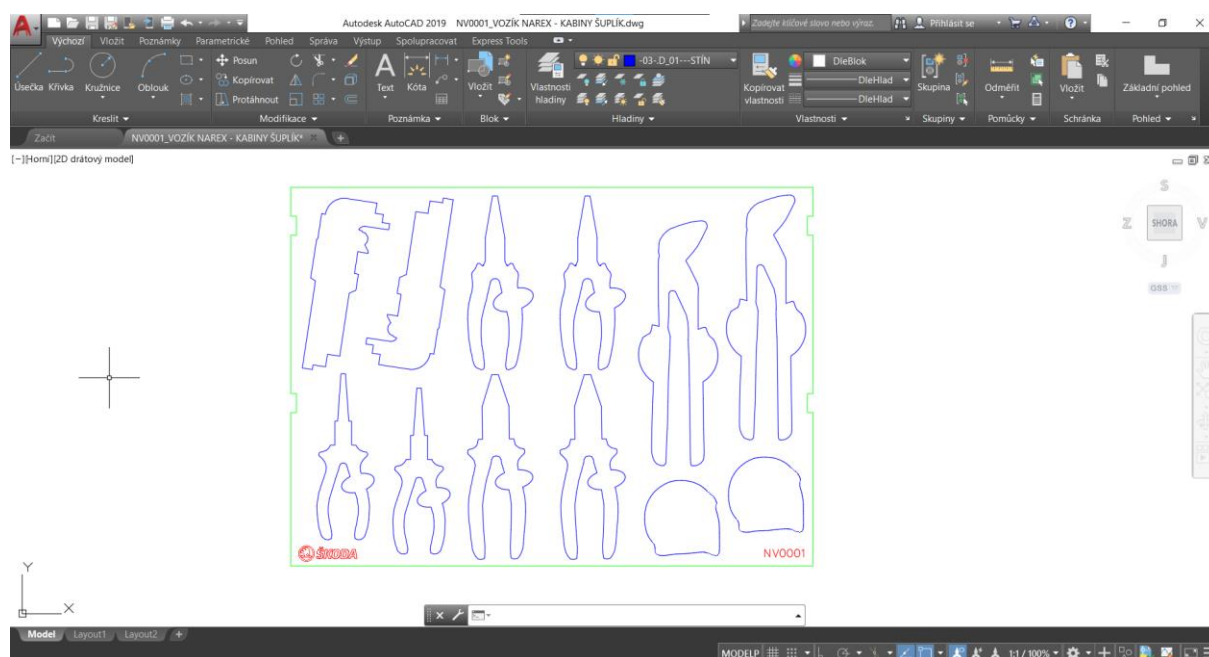 Autodesk AutoCAD 2019 NV0001_VOZÍK NAREX - KABINY ŠUPLÍK.dwg
Zadejte klíčové slovo nebo výraz.
Přihlásit se
Výchozí Vložit Poznámky Parametrické Pohled Správa Výstup Spolupracovat Express Tools
Úsečka Křivka Kružnice Oblouk
Posun
Kopírovat
Protáhnout
Text Kóta
Vložit
Vlastnosti hladiny
-03-.D_01---STÍN
Kopírovat vlastnosti
DleBlok
DleHlad
DleHlad
Skupina
Odměřit
Vložit
Základní pohled
Kreslit Modifikace Poznámka Blok Hladiny Vlastnosti Skupiny Pomůcky Schránka Pohled
Začít NV0001_VOZÍK NAREX - KABINY ŠUPLÍK*
[−][Horní][2D drátový model]
S
Z SHORA V
J
GSS
ŠKODA NV0001
Y
X
Model Layout1 Layout2 +
MODELP 1:1 / 100%